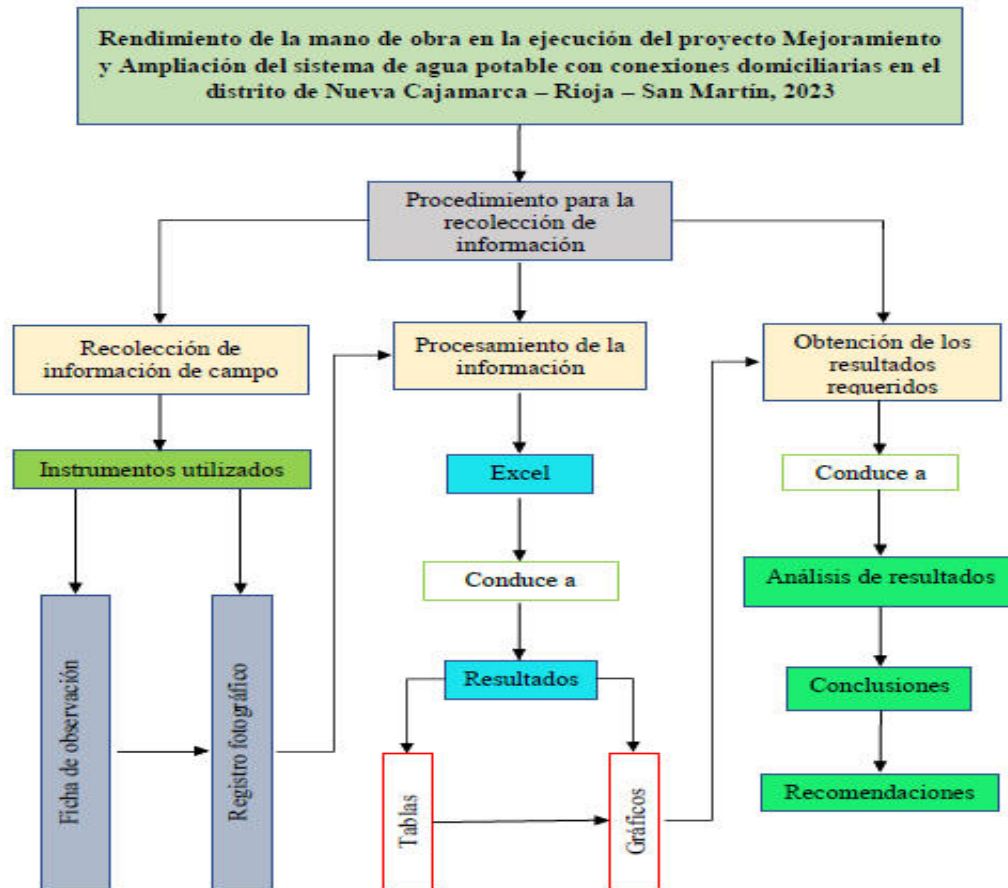 Rendimiento de la mano de obra en la ejecución del proyecto Mejoramiento
y Ampliación del sistema de agua potable con conexiones domiciliarias en el
distrito de Nueva Cajamarca – Rioja – San Martín, 2023
Procedimiento para la
recolección de
información
Recolección de
información de campo
Instrumentos utilizados
Ficha de observación
Registro fotográfico
Procesamiento de la
información
Excel
Conduce a
Resultados
Tablas
Gráficos
Obtención de los
resultados
requeridos
Conduce a
Análisis de resultados
Conclusiones
Recomendaciones